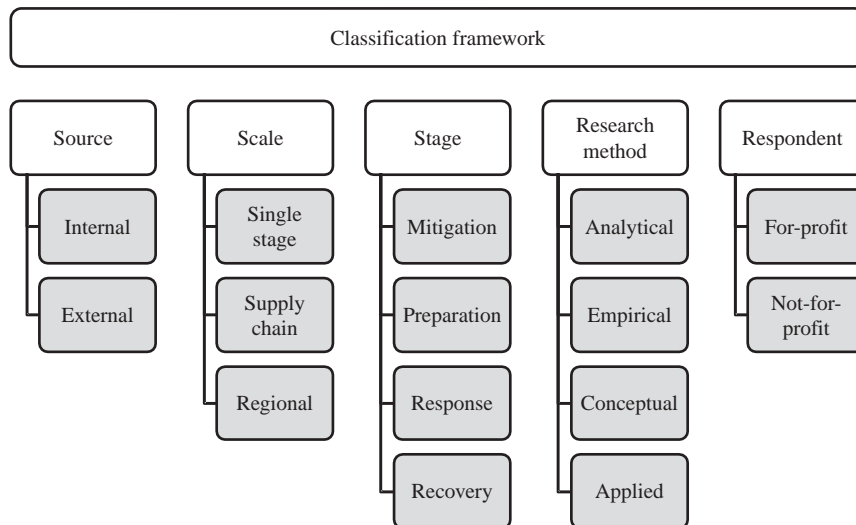 Classification framework
Source
Internal
External
Scale
Single
stage
Supply
chain
Regional
Stage
Mitigation
Preparation
Response
Recovery
Research
method
Analytical
Empirical
Conceptual
Applied
Respondent
For-profit
Not-for-
profit